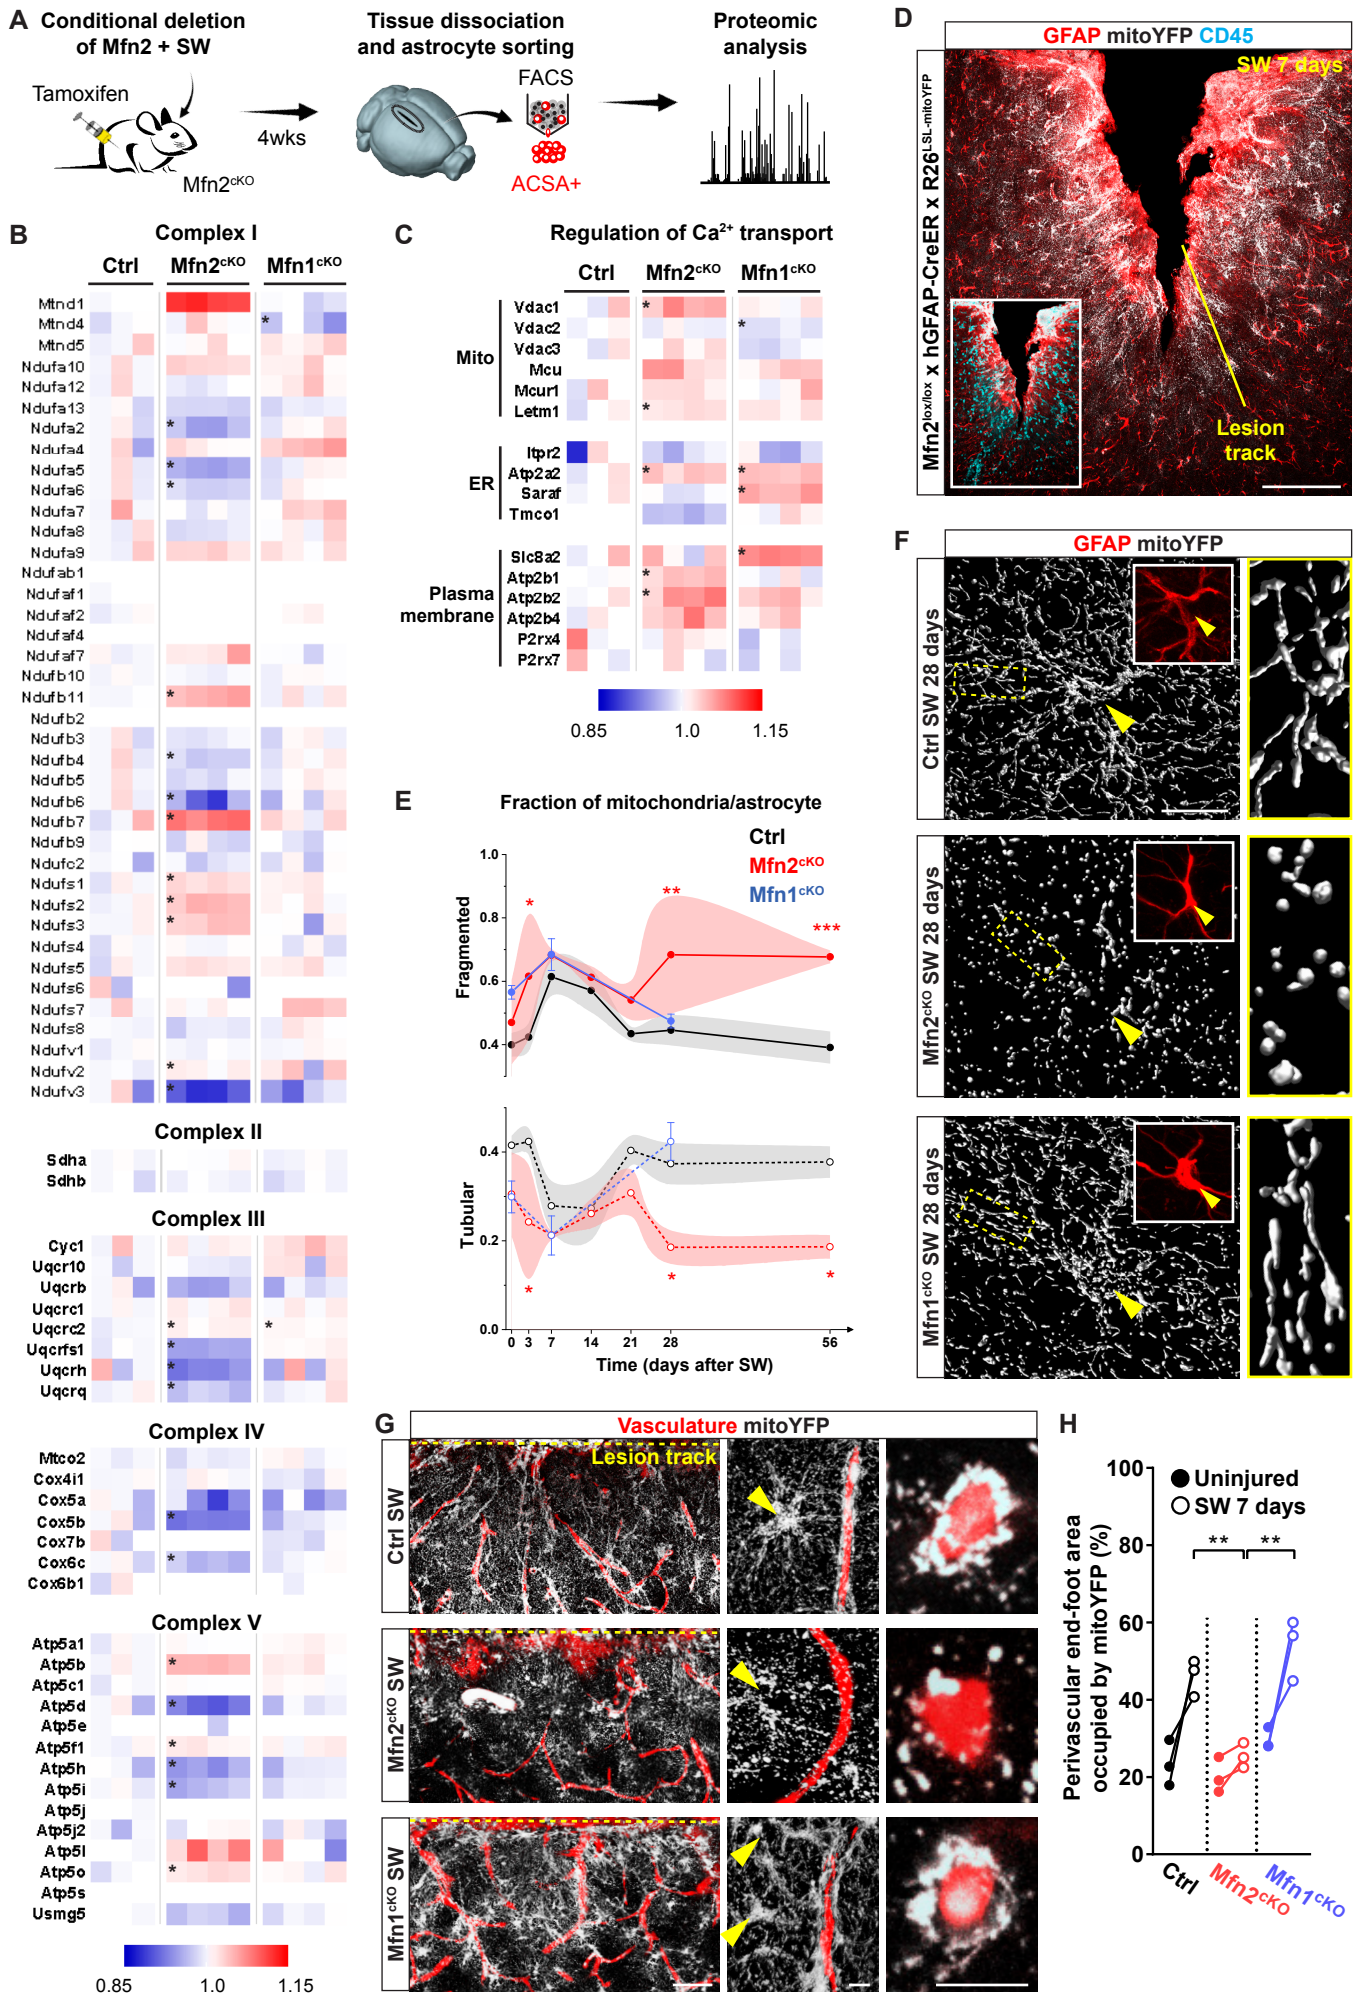 A
Conditional deletion
of Mfn2 + SW
Tissue dissociation
and astrocyte sorting
Proteomic
analysis
Tamoxifen
4wks
Mfn2cKO
FACS
ACSA+
B
Complex I
Ctrl Mfn2cKO Mfn1cKO
Mtnd1
Mtnd4
*
Mtnd5
Ndufa10
Ndufa12
Ndufa13
Ndufa2
*
Ndufa4
Ndufa5
*
Ndufa6
*
Ndufa7
Ndufa8
Ndufa9
Ndufab1
Ndufaf1
Ndufaf2
Ndufaf4
Ndufaf7
Ndufb10
Ndufb11
*
Ndufb2
Ndufb3
Ndufb4
*
Ndufb5
Ndufb6
*
Ndufb7
*
Ndufb9
Ndufc2
Ndufs1
*
Ndufs2
*
Ndufs3
*
Ndufs4
Ndufs5
Ndufs6
Ndufs7
Ndufs8
Ndufv1
Ndufv2
*
Ndufv3
*
Complex II
Sdha
Sdhb
Complex III
Cyc1
Uqcr10
Uqcrb
Uqcrc1
Uqcrc2
* *
Uqcrfs1
*
Uqcrh
*
Uqcrq
*
Complex IV
Mtco2
Cox4i1
Cox5a
Cox5b
*
Cox7b
Cox6c
*
Cox6b1
Complex V
Atp5a1
Atp5b
*
Atp5c1
Atp5d
*
Atp5e
Atp5f1
*
Atp5h
*
Atp5i
*
Atp5j
Atp5j2
Atp5l
Atp5o
*
Atp5s
Usmg5
0.85 1.0 1.15
C
Regulation of Ca2+ transport
Ctrl Mfn2cKO Mfn1cKO
Mito
Vdac1
*
Vdac2
*
Vdac3
Mcu
Mcur1
Letm1
*
ER
Itpr2
Atp2a2
* *
Saraf
*
Tmco1
Plasma
membrane
Slc8a2
*
Atp2b1
*
Atp2b2
*
Atp2b4
P2rx4
P2rx7
0.85 1.0 1.15
D
GFAP mitoYFP CD45
SW 7 days
Mfn2lox/lox x hGFAP-CreER x R26LSL-mitoYFP
Lesion
track
E
Fraction of mitochondria/astrocyte
Ctrl
Mfn2cKO
Mfn1cKO
Fragmented
1.0
0.8
0.6
0.4
* ** ***
Tubular
0.4
0.2
0.0
* * *
0 3 7 14 21 28 56
Time (days after SW)
F
GFAP mitoYFP
Ctrl SW 28 days
Mfn2cKO SW 28 days
Mfn1cKO SW 28 days
G
Vasculature mitoYFP
Lesion track
Ctrl SW
Mfn2cKO SW
Mfn1cKO SW
H
Uninjured
SW 7 days
Perivascular end-foot area
occupied by mitoYFP (%)
100
80
60
40
20
0
** **
Ctrl
Mfn2cKO
Mfn1cKO